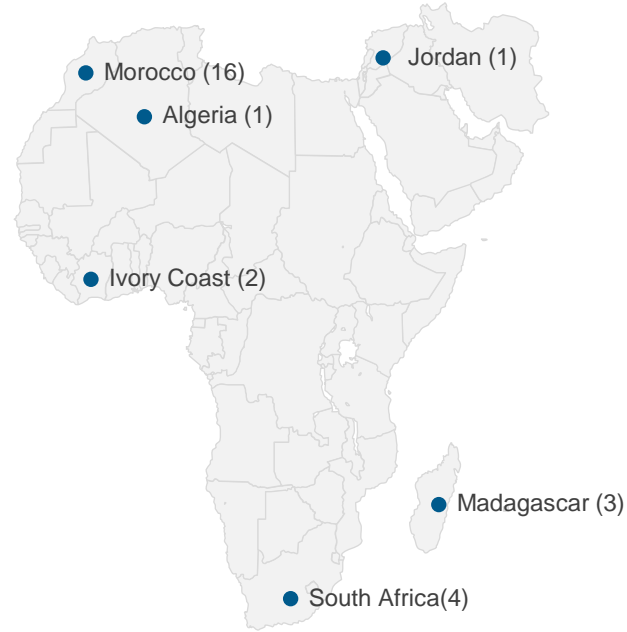 Jordan (1)
Morocco (16)
Algeria (1)
Ivory Coast (2)
Madagascar (3)
South Africa(4)